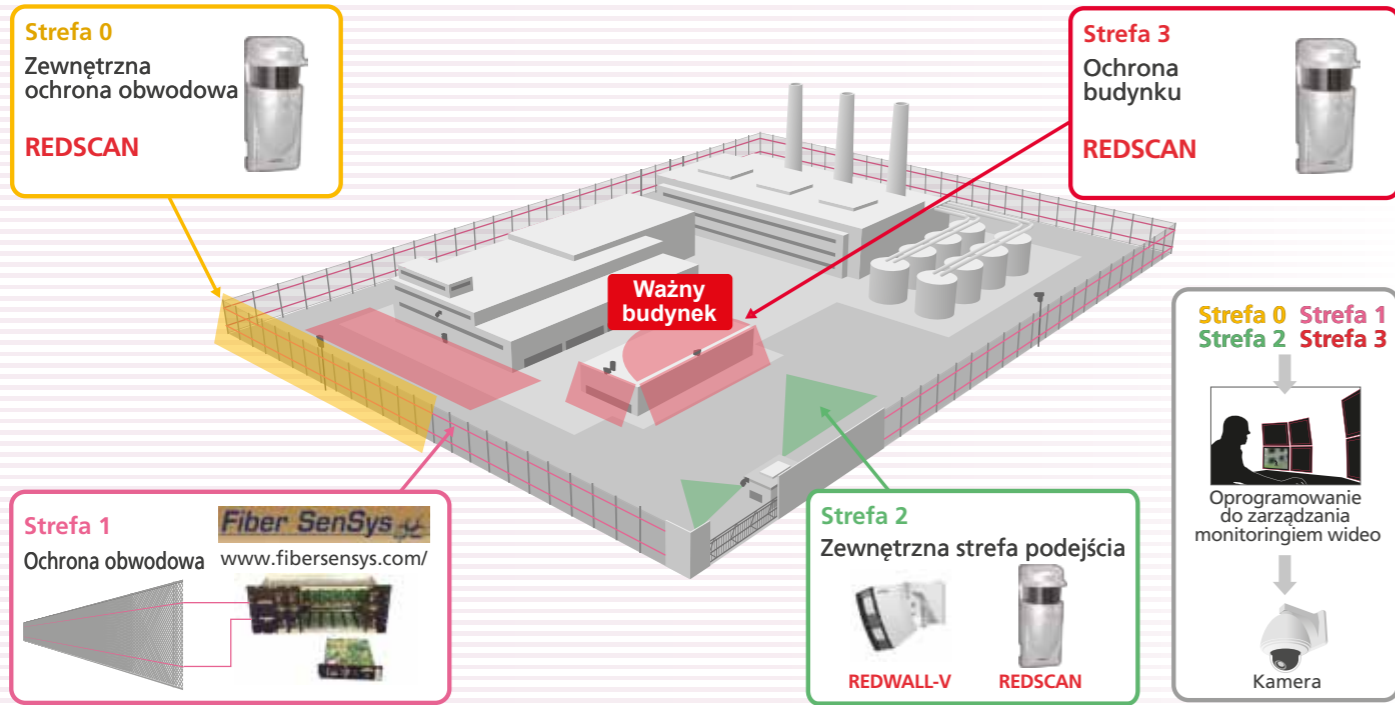 Strefa 0
Zewnętrzna
ochrona obwodowa
REDSCAN
Strefa 3
Ochrona
budynku
REDSCAN
Ważny
budynek
Strefa 0 Strefa 1
Strefa 2 Strefa 3
Oprogramowanie
do zarządzania
monitoringiem wideo
Kamera
Strefa 1
Ochrona obwodowa
Fiber SenSys
www.fibersensys.com/
Strefa 2
Zewnętrzna strefa podejścia
REDWALL-V
REDSCAN